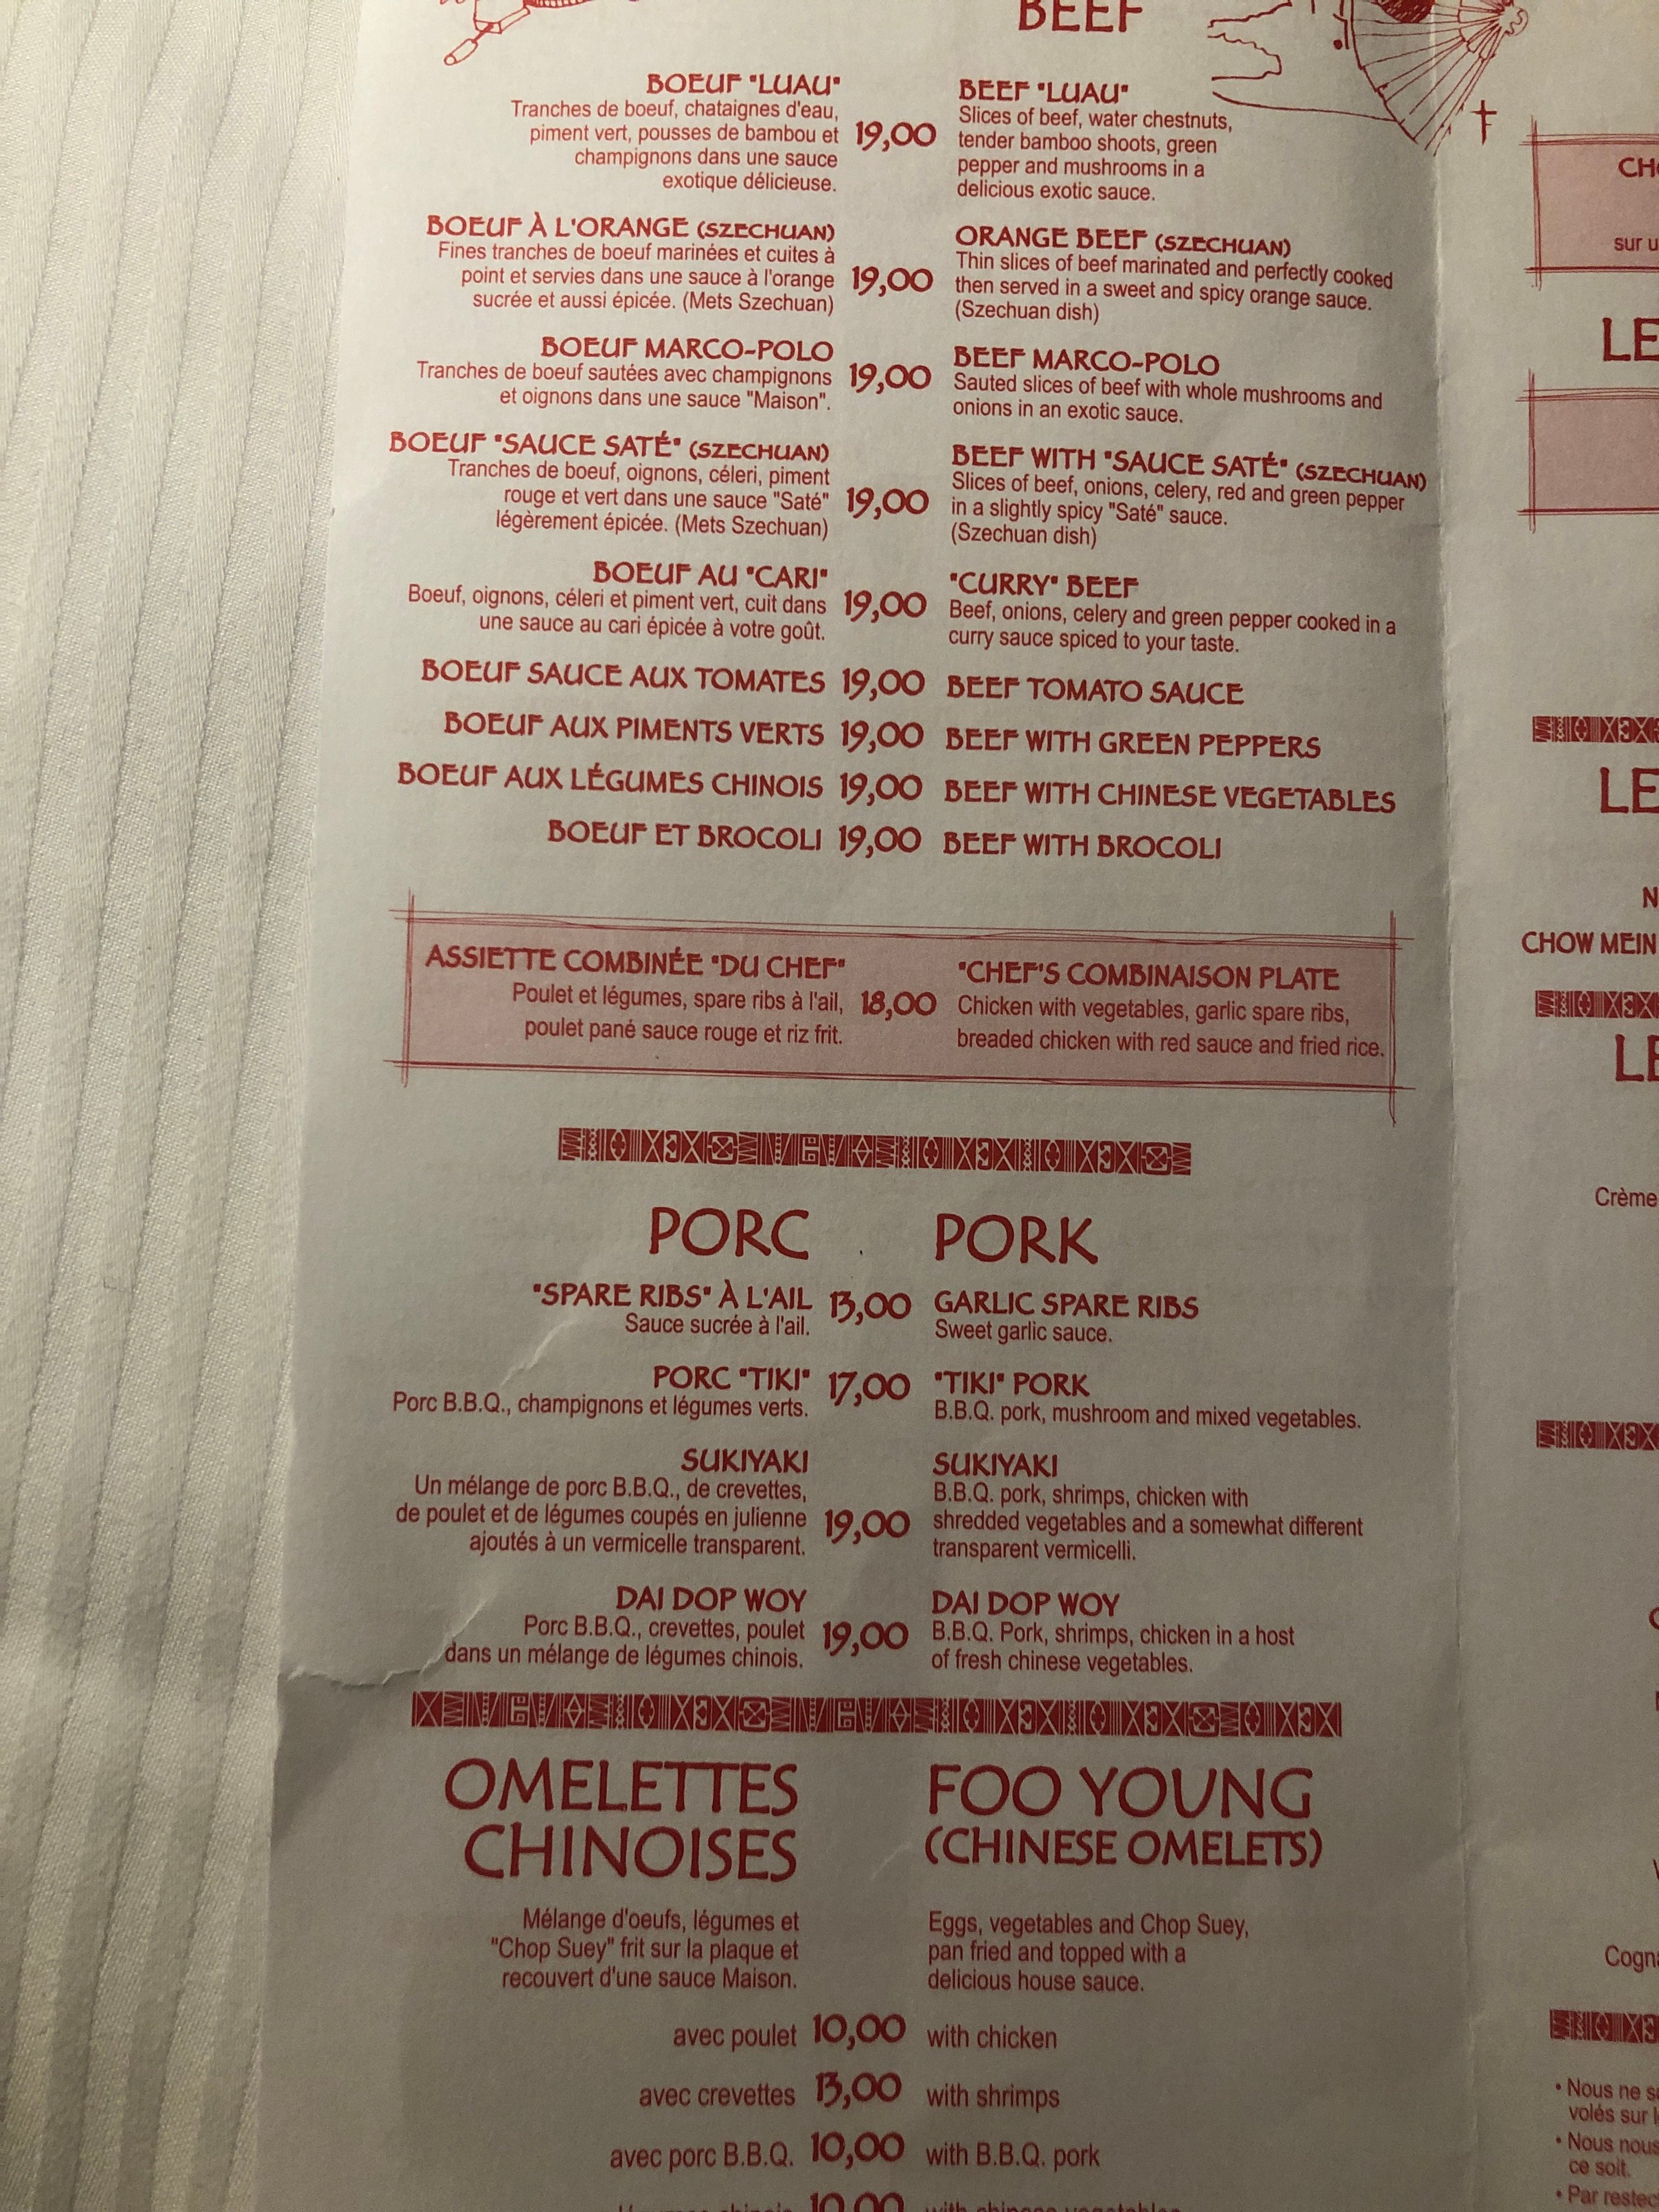 BEEF
BOEUF "LUAU"
Tranches de boeuf, chataignes d'eau,
piment vert, pousses de bambou et
champignons dans une sauce
exotique délicieuse.
19,00
BEEF "LUAU"
Slices of beef, water chestnuts,
tender bamboo shoots, green
pepper and mushrooms in a
delicious exotic sauce.
BOEUF À L'ORANGE (SZECHUAN)
Fines tranches de boeuf marinées et cuites à
point et servies dans une sauce à l'orange
sucrée et aussi épicée. (Mets Szechuan)
19,00
ORANGE BEEF (SZECHUAN)
Thin slices of beef marinated and perfectly cooked
then served in a sweet and spicy orange sauce.
(Szechuan dish)
BOEUF MARCO-POLO
Tranches de boeuf sautées avec champignons
et oignons dans une sauce "Maison".
19,00
BEEF MARCO-POLO
Sauted slices of beef with whole mushrooms and
onions in an exotic sauce.
BOEUF "SAUCE SATÉ" (SZECHUAN)
Tranches de boeuf, oignons, céleri, piment
rouge et vert dans une sauce "Saté"
légèrement épicée. (Mets Szechuan)
19,00
BEEF WITH "SAUCE SATÉ" (SZECHUAN)
Slices of beef, onions, celery, red and green pepper
in a slightly spicy "Saté" sauce.
(Szechuan dish)
BOEUF AU "CARI"
Boeuf, oignons, céleri et piment vert, cuit dans
une sauce au cari épicée à votre goût.
19,00
"CURRY" BEEF
Beef, onions, celery and green pepper cooked in a
curry sauce spiced to your taste.
BOEUF SAUCE AUX TOMATES 19,00 BEEF TOMATO SAUCE
BOEUF AUX PIMENTS VERTS 19,00 BEEF WITH GREEN PEPPERS
BOEUF AUX LÉGUMES CHINOIS 19,00 BEEF WITH CHINESE VEGETABLES
BOEUF ET BROCOLI 19,00 BEEF WITH BROCOLI
ASSIETTE COMBINÉE "DU CHEF"
Poulet et légumes, spare ribs à l'ail,
poulet pané sauce rouge et riz frit.
18,00
"CHEF'S COMBINAISON PLATE
Chicken with vegetables, garlic spare ribs,
breaded chicken with red sauce and fried rice.
PORC PORK
"SPARE RIBS" À L'AIL
Sauce sucrée à l'ail.
13,00
GARLIC SPARE RIBS
Sweet garlic sauce.
PORC "TIKI"
Porc B.B.Q., champignons et légumes verts.
17,00
"TIKI" PORK
B.B.Q. pork, mushroom and mixed vegetables.
SUKIYAKI
Un mélange de porc B.B.Q., de crevettes,
de poulet et de légumes coupés en julienne
ajoutés à un vermicelle transparent.
19,00
SUKIYAKI
B.B.Q. pork, shrimps, chicken with
shredded vegetables and a somewhat different
transparent vermicelli.
DAI DOP WOY
Porc B.B.Q., crevettes, poulet
dans un mélange de légumes chinois.
19,00
DAI DOP WOY
B.B.Q. Pork, shrimps, chicken in a host
of fresh chinese vegetables.
OMELETTES
CHINOISES
FOO YOUNG
(CHINESE OMELETS)
Mélange d'oeufs, légumes et
"Chop Suey" frit sur la plaque et
recouvert d'une sauce Maison.
Eggs, vegetables and Chop Suey,
pan fried and topped with a
delicious house sauce.
avec poulet 10,00 with chicken
avec crevettes 13,00 with shrimps
avec porc B.B.Q. 10,00 with B.B.Q. pork
10,00 with chinese vegetables
sur u
LE
LE
CHOW MEIN
LE
Crème
• Nous ne
volés sur
• Nous nous
ce soit.
• Par